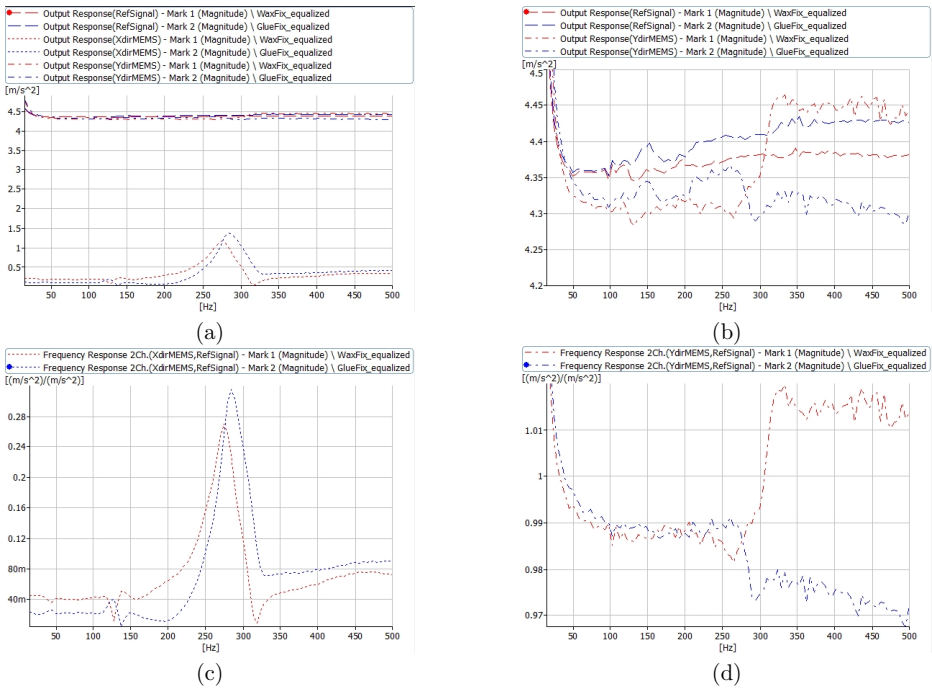 Output Response(RefSignal) - Mark 1 (Magnitude) \ WaxFix_equalized
Output Response(RefSignal) - Mark 2 (Magnitude) \ GlueFix_equalized
Output Response(XdirMEMS) - Mark 1 (Magnitude) \ WaxFix_equalized
Output Response(XdirMEMS) - Mark 2 (Magnitude) \ GlueFix_equalized
Output Response(YdirMEMS) - Mark 1 (Magnitude) \ WaxFix_equalized
Output Response(YdirMEMS) - Mark 2 (Magnitude) \ GlueFix_equalized
[m/s^2]
4.5
4
3.5
3
2.5
2
1.5
1
0.5
50 100 150 200 250 300 350 400 450 500
[Hz]
(a)
Output Response(RefSignal) - Mark 1 (Magnitude) \ WaxFix_equalized
Output Response(RefSignal) - Mark 2 (Magnitude) \ GlueFix_equalized
Output Response(YdirMEMS) - Mark 1 (Magnitude) \ WaxFix_equalized
Output Response(YdirMEMS) - Mark 2 (Magnitude) \ GlueFix_equalized
[m/s^2]
4.5
4.45
4.4
4.35
4.3
4.25
4.2
50 100 150 200 250 300 350 400 450 500
[Hz]
(b)
Frequency Response 2Ch.(XdirMEMS,RefSignal) - Mark 1 (Magnitude) \ WaxFix_equalized
Frequency Response 2Ch.(XdirMEMS,RefSignal) - Mark 2 (Magnitude) \ GlueFix_equalized
[(m/s^2)/(m/s^2)]
0.28
0.24
0.2
0.16
0.12
80m
40m
50 100 150 200 250 300 350 400 450 500
[Hz]
(c)
Frequency Response 2Ch.(YdirMEMS,RefSignal) - Mark 1 (Magnitude) \ WaxFix_equalized
Frequency Response 2Ch.(YdirMEMS,RefSignal) - Mark 2 (Magnitude) \ GlueFix_equalized
[(m/s^2)/(m/s^2)]
1.01
1
0.99
0.98
0.97
50 100 150 200 250 300 350 400 450 500
[Hz]
(d)